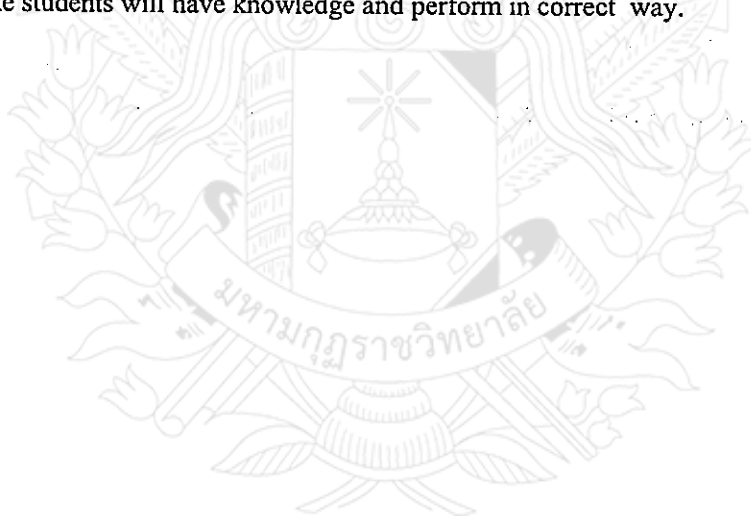 students will have knowledge and perform in correct way.
มหามกุฏราชวิทยาลัย